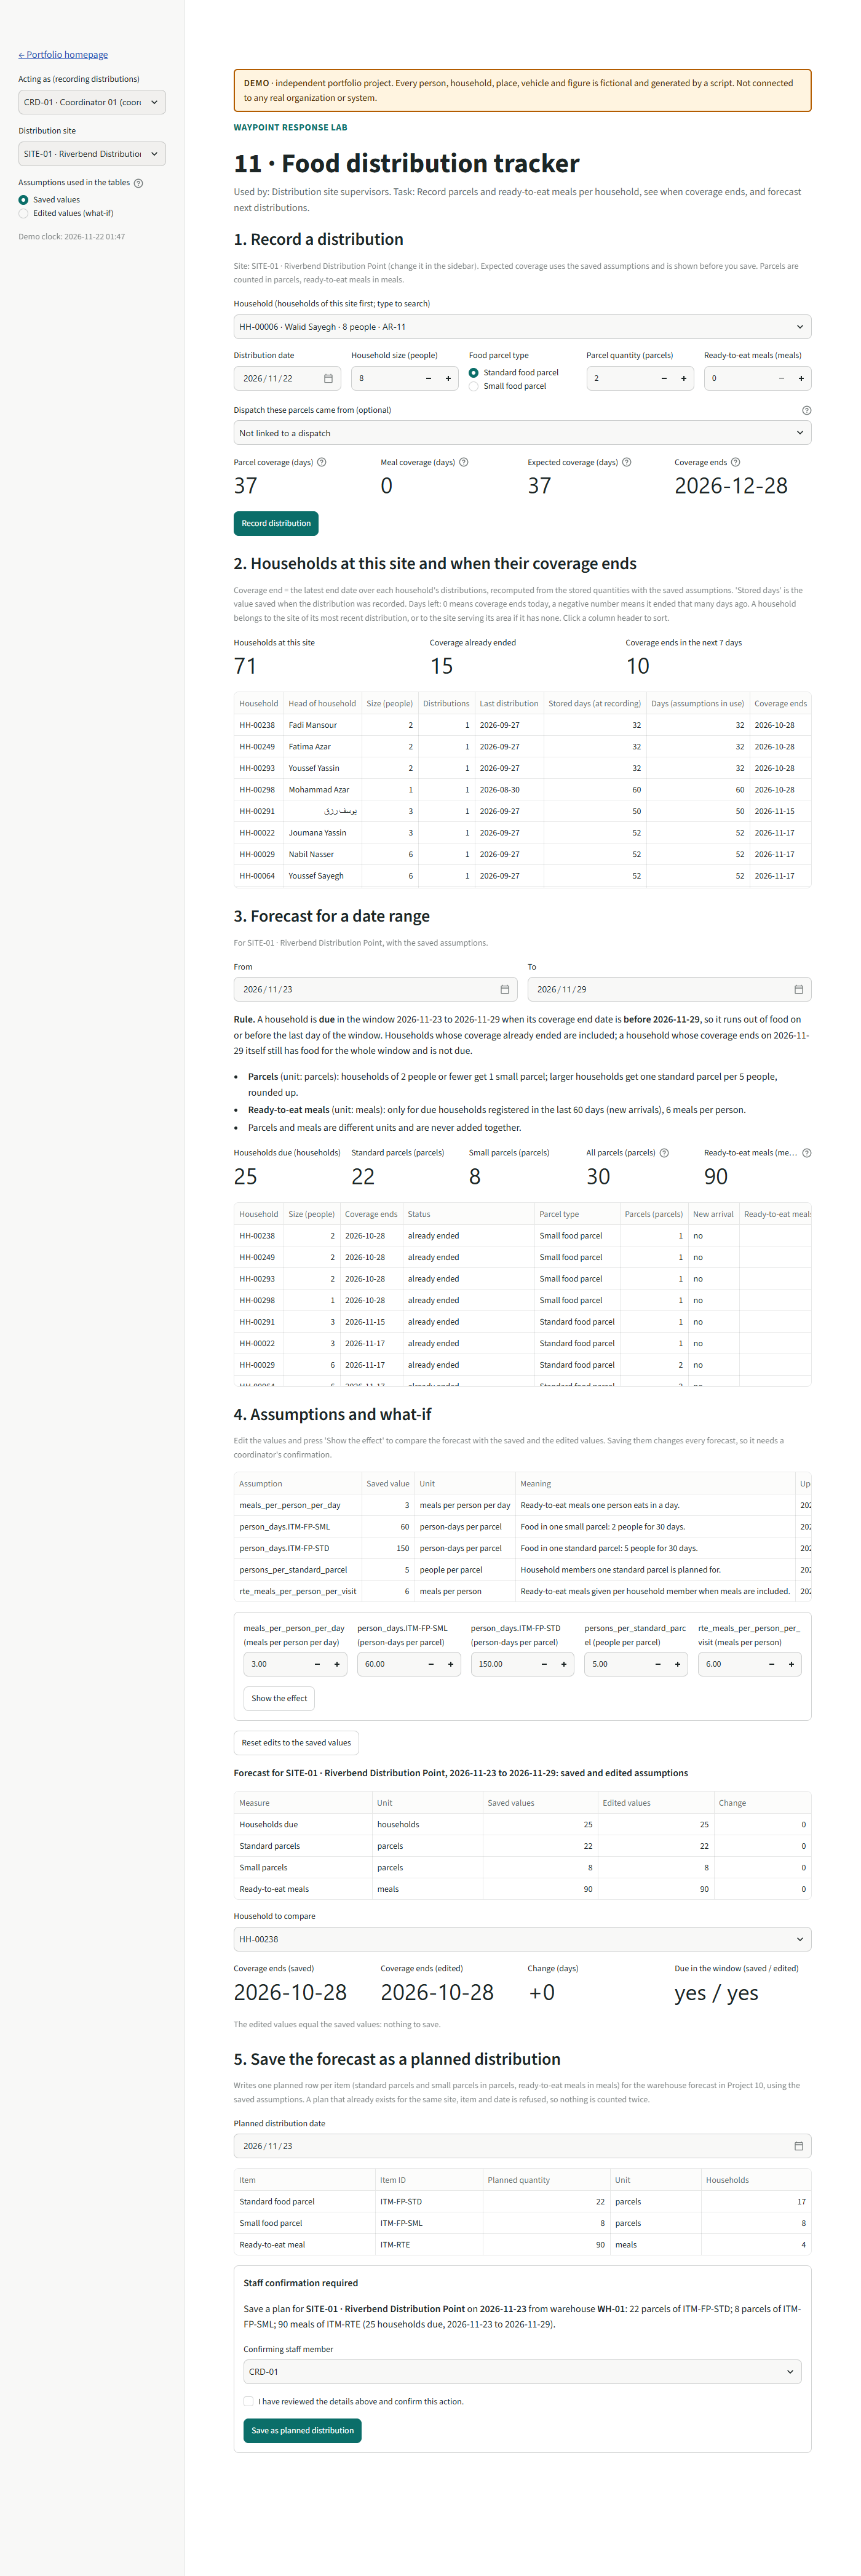 ← Portfolio homepage
Acting as (recording distributions)
CRD-01 · Coordinator 01 (coor
Distribution site
SITE-01 · Riverbend Distributio
Assumptions used in the tables
Saved values
Edited values (what-if)
Demo clock: 2026-11-22 01:47
DEMO · independent portfolio project. Every person, household, place, vehicle and figure is fictional and generated by a script. Not connected
to any real organization or system.
WAYPOINT RESPONSE LAB
11 · Food distribution tracker
Used by: Distribution site supervisors. Task: Record parcels and ready-to-eat meals per household, see when coverage ends, and forecast
next distributions.
1. Record a distribution
Site: SITE-01 · Riverbend Distribution Point (change it in the sidebar). Expected coverage uses the saved assumptions and is shown before you save. Parcels are
counted in parcels, ready-to-eat meals in meals.
Household (households of this site first; type to search)
HH-00006 · Walid Sayegh · 8 people · AR-11
Distribution date Household size (people) Food parcel type Parcel quantity (parcels) Ready-to-eat meals (meals)
2026/11/22 8 Standard food parcel 2 0
Small food parcel
Dispatch these parcels came from (optional)
Not linked to a dispatch
Parcel coverage (days) Meal coverage (days) Expected coverage (days) Coverage ends
37 0 37 2026-12-28
Record distribution
2. Households at this site and when their coverage ends
Coverage end = the latest end date over each household's distributions, recomputed from the stored quantities with the saved assumptions. 'Stored days' is the
value saved when the distribution was recorded. Days left: 0 means coverage ends today, a negative number means it ended that many days ago. A household
belongs to the site of its most recent distribution, or to the site serving its area if it has none. Click a column header to sort.
Households at this site Coverage already ended Coverage ends in the next 7 days
71 15 10
Household Head of household Size (people) Distributions Last distribution Stored days (at recording) Days (assumptions in use) Coverage ends
HH-00238 Fadi Mansour 2 1 2026-09-27 32 32 2026-10-28
HH-00249 Fatima Azar 2 1 2026-09-27 32 32 2026-10-28
HH-00293 Youssef Yassin 2 1 2026-09-27 32 32 2026-10-28
HH-00298 Mohammad Azar 1 1 2026-08-30 60 60 2026-10-28
HH-00291 يوسف رزق 3 1 2026-09-27 50 50 2026-11-15
HH-00022 Joumana Yassin 3 1 2026-09-27 52 52 2026-11-17
HH-00029 Nabil Nasser 6 1 2026-09-27 52 52 2026-11-17
HH-00064 Youssef Sayegh 6 1 2026-09-27 52 52 2026-11-17
3. Forecast for a date range
For SITE-01 · Riverbend Distribution Point, with the saved assumptions.
From To
2026/11/23 2026/11/29
Rule. A household is due in the window 2026-11-23 to 2026-11-29 when its coverage end date is before 2026-11-29, so it runs out of food on
or before the last day of the window. Households whose coverage already ended are included; a household whose coverage ends on 2026-11-
29 itself still has food for the whole window and is not due.
• Parcels (unit: parcels): households of 2 people or fewer get 1 small parcel; larger households get one standard parcel per 5 people,
rounded up.
• Ready-to-eat meals (unit: meals): only for due households registered in the last 60 days (new arrivals), 6 meals per person.
• Parcels and meals are different units and are never added together.
Households due (households) Standard parcels (parcels) Small parcels (parcels) All parcels (parcels) Ready-to-eat meals (me...
25 22 8 30 90
Household Size (people) Coverage ends Status Parcel type Parcels (parcels) New arrival Ready-to-eat meals
HH-00238 2 2026-10-28 already ended Small food parcel 1 no
HH-00249 2 2026-10-28 already ended Small food parcel 1 no
HH-00293 2 2026-10-28 already ended Small food parcel 1 no
HH-00298 1 2026-10-28 already ended Small food parcel 1 no
HH-00291 3 2026-11-15 already ended Standard food parcel 1 no
HH-00022 3 2026-11-17 already ended Standard food parcel 1 no
HH-00029 6 2026-11-17 already ended Standard food parcel 2 no
HH-00064 6 2026-11-17 already ended Standard food parcel 2 no
4. Assumptions and what-if
Edit the values and press 'Show the effect' to compare the forecast with the saved and the edited values. Saving them changes every forecast, so it needs a
coordinator's confirmation.
Assumption Saved value Unit Meaning Up
meals_per_person_per_day 3 meals per person per day Ready-to-eat meals one person eats in a day. 202
person_days.ITM-FP-SML 60 person-days per parcel Food in one small parcel: 2 people for 30 days. 202
person_days.ITM-FP-STD 150 person-days per parcel Food in one standard parcel: 5 people for 30 days. 202
persons_per_standard_parcel 5 people per parcel Household members one standard parcel is planned for. 202
rte_meals_per_person_per_visit 6 meals per person Ready-to-eat meals given per household member when meals are included. 202
meals_per_person_per_day person_days.ITM-FP-SML person_days.ITM-FP-STD persons_per_standard_parc rte_meals_per_person_per_
(meals per person per day) (person-days per parcel) (person-days per parcel) el (people per parcel) visit (meals per person)
3.00 60.00 150.00 5.00 6.00
Show the effect
Reset edits to the saved values
Forecast for SITE-01 · Riverbend Distribution Point, 2026-11-23 to 2026-11-29: saved and edited assumptions
Measure Unit Saved values Edited values Change
Households due households 25 25 0
Standard parcels parcels 22 22 0
Small parcels parcels 8 8 0
Ready-to-eat meals meals 90 90 0
Household to compare
HH-00238
Coverage ends (saved) Coverage ends (edited) Change (days) Due in the window (saved / edited)
2026-10-28 2026-10-28 +0 yes / yes
The edited values equal the saved values: nothing to save.
5. Save the forecast as a planned distribution
Writes one planned row per item (standard parcels and small parcels in parcels, ready-to-eat meals in meals) for the warehouse forecast in Project 10, using the
saved assumptions. A plan that already exists for the same site, item and date is refused, so nothing is counted twice.
Planned distribution date
2026/11/23
Item Item ID Planned quantity Unit Households
Standard food parcel ITM-FP-STD 22 parcels 17
Small food parcel ITM-FP-SML 8 parcels 8
Ready-to-eat meal ITM-RTE 90 meals 4
Staff confirmation required
Save a plan for SITE-01 · Riverbend Distribution Point on 2026-11-23 from warehouse WH-01: 22 parcels of ITM-FP-STD; 8 parcels of ITM-
FP-SML; 90 meals of ITM-RTE (25 households due, 2026-11-23 to 2026-11-29).
Confirming staff member
CRD-01
I have reviewed the details above and confirm this action.
Save as planned distribution